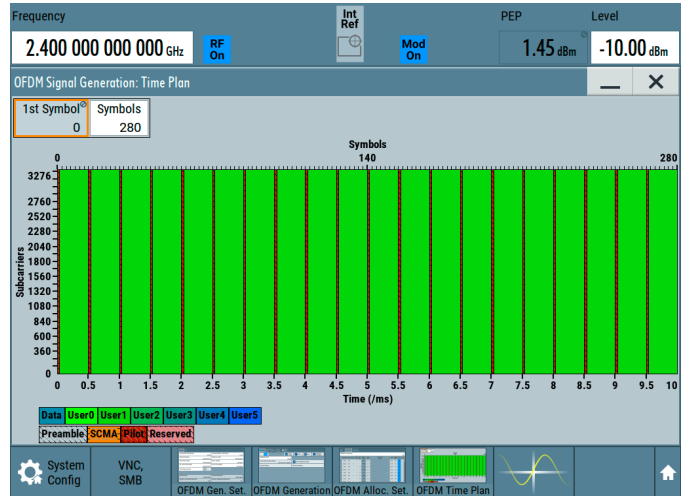 Frequency
Int Ref
PEP
Level
2.400 000 000 000 GHz
RF On
Mod On
1.45 dBm
-10.00 dBm
OFDM Signal Generation: Time Plan
1st Symbol
Symbols
0
280
Symbols
0 140 280
Subcarriers
3276
2760
2520
2280
2040
1800
1560
1320
1080
840
600
360
0
0 0.5 1 1.5 2 2.5 3 3.5 4 4.5 5 5.5 6 6.5 7 7.5 8 8.5 9 9.5 10
Time (/ms)
Data User0 User1 User2 User3 User4 User5
Preamble SCMA Pilot Reserved
System Config
VNC, SMB
OFDM Gen. Set.
OFDM Generation
OFDM Alloc. Set.
OFDM Time Plan